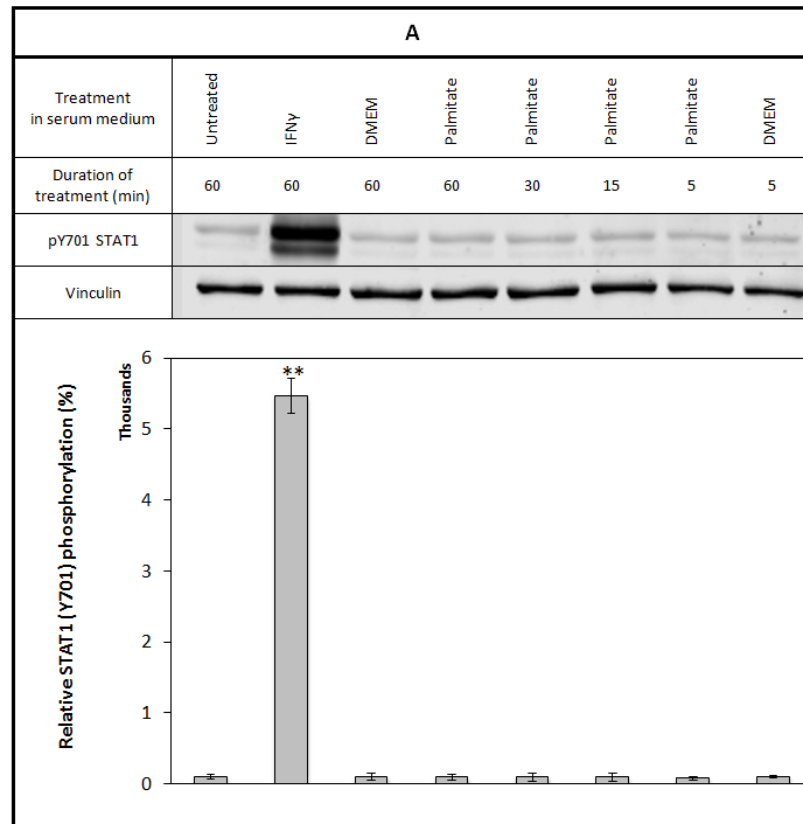 A
Treatment
in serum medium
Untreated
IFNγ
DMEM
Palmitate
Palmitate
Palmitate
Palmitate
DMEM
Duration of
treatment (min)
60 60 60 60 30 15 5 5
pY701 STAT1
Vinculin
Relative STAT1 (Y701) phosphorylation (%)
Thousands
6
5
4
3
2
1
0
**